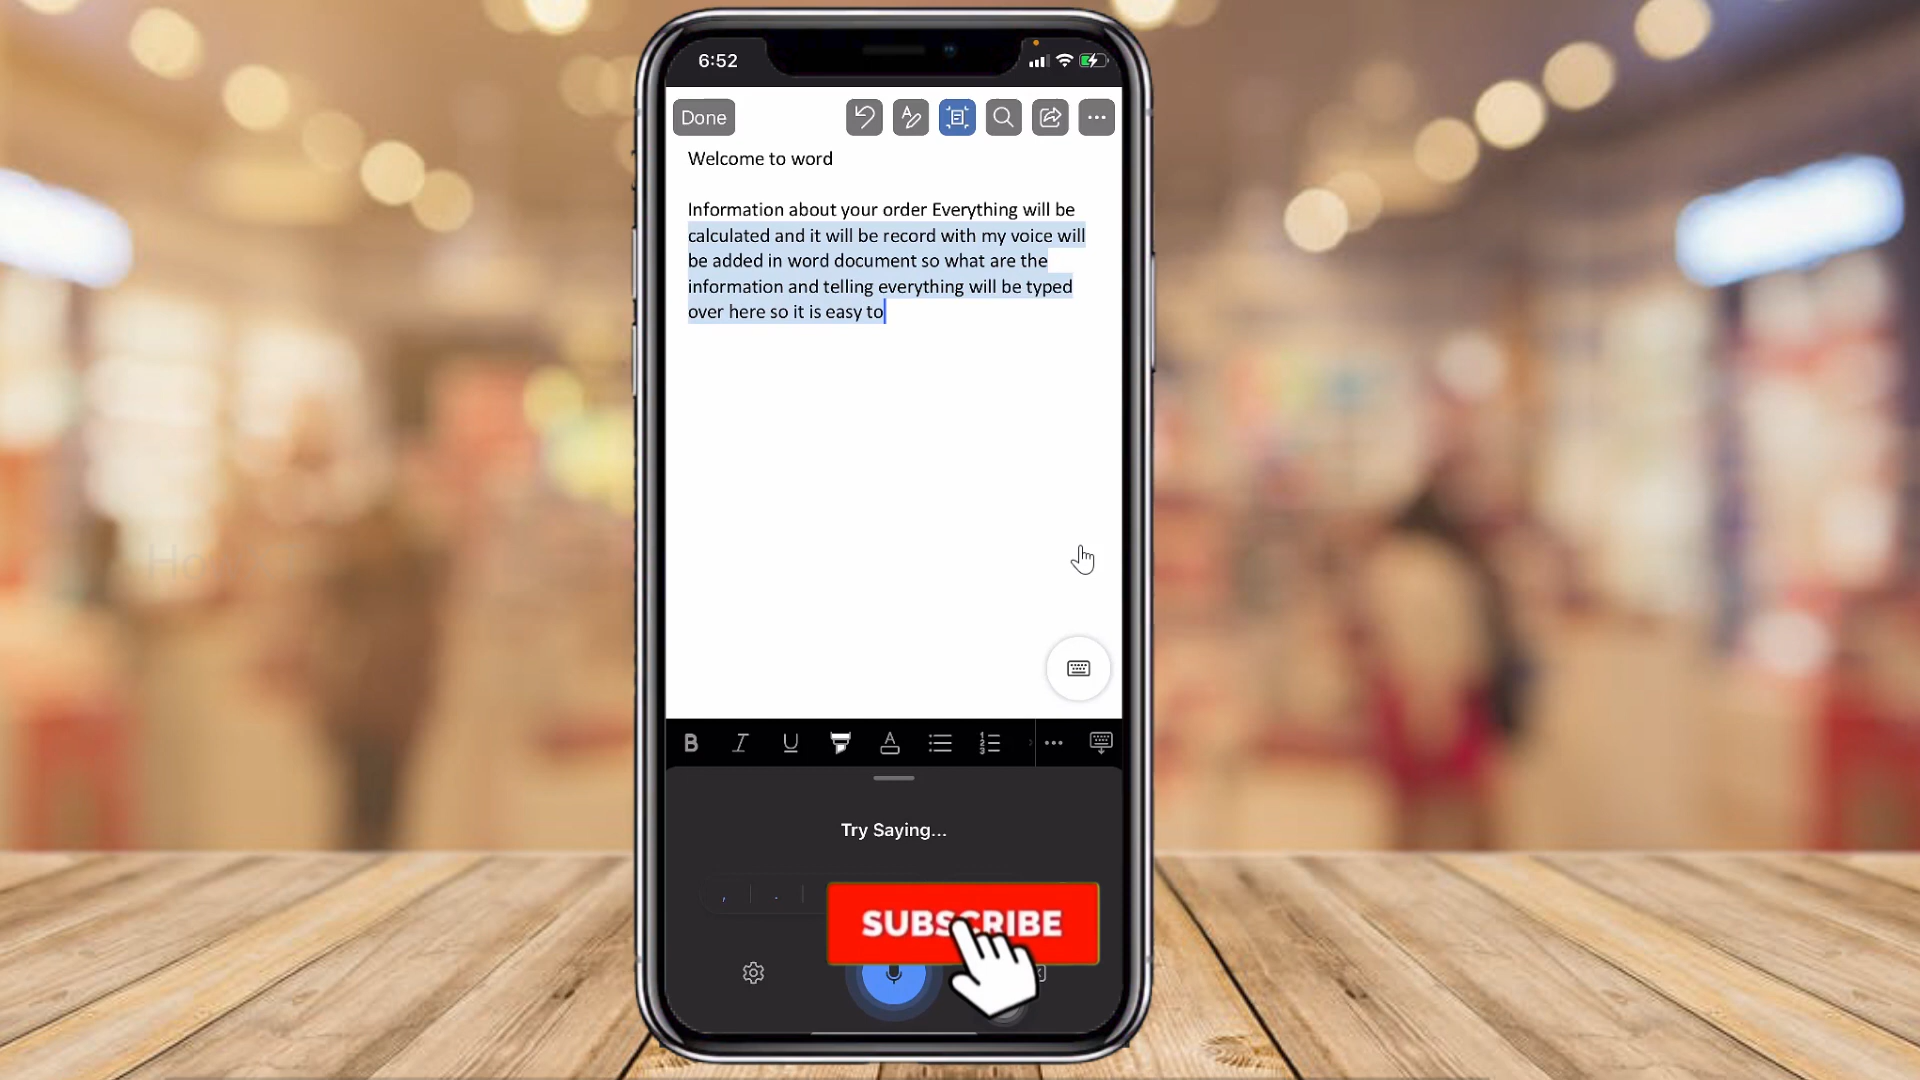 6:52
Done
Welcome to word
Information about your order Everything will be
calculated and it will be record with my voice will
be added in word document so what are the
information and telling everything will be typed
over here so it is easy to
B I U A
Try Saying...
, .
SUBSCRIBE